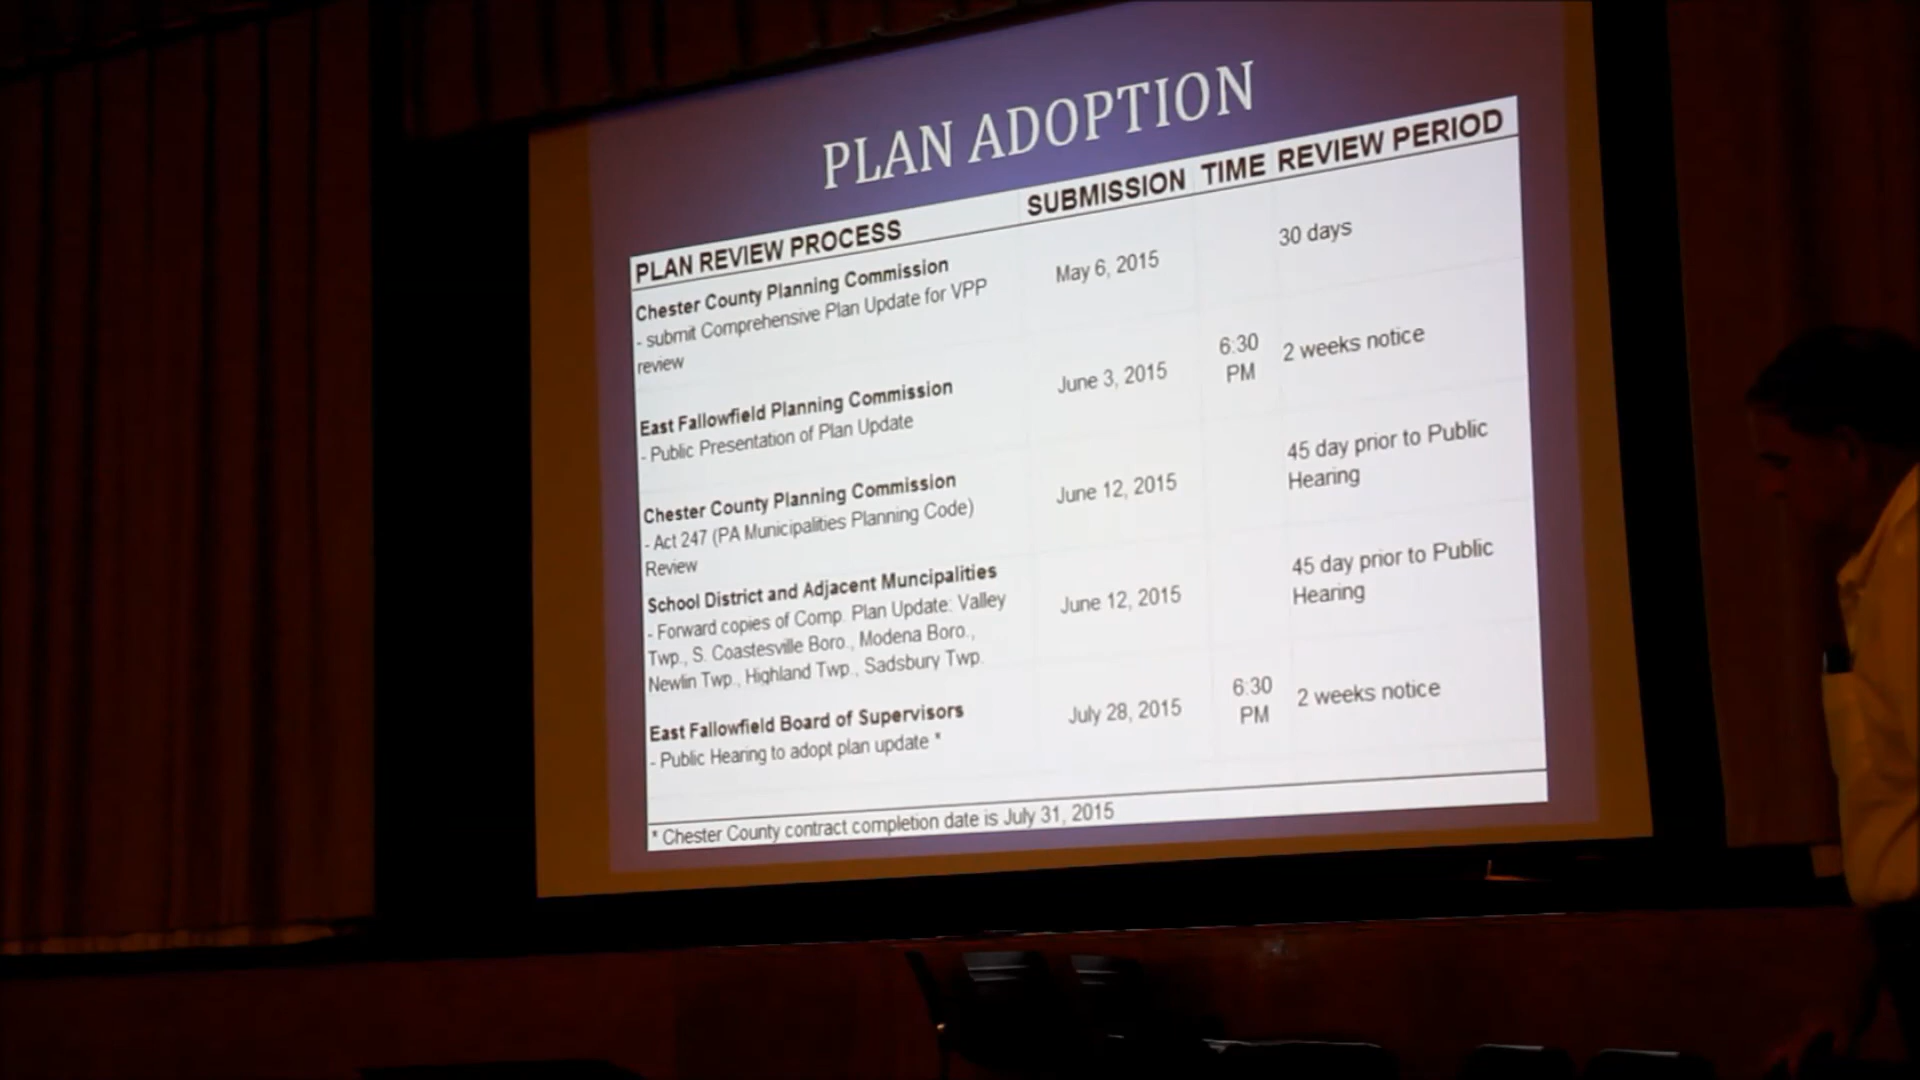 PLAN ADOPTION
PLAN REVIEW PROCESS SUBMISSION TIME REVIEW PERIOD
Chester County Planning Commission
- submit Comprehensive Plan Update for VPP
review
May 6, 2015
30 days
East Fallowfield Planning Commission
- Public Presentation of Plan Update
June 3, 2015
6:30
PM
2 weeks notice
Chester County Planning Commission
- Act 247 (PA Municipalities Planning Code)
Review
June 12, 2015
45 day prior to Public
Hearing
School District and Adjacent Muncipalities
- Forward copies of Comp. Plan Update: Valley
Twp., S. Coastesville Boro., Modena Boro.,
Newlin Twp., Highland Twp., Sadsbury Twp.
June 12, 2015
45 day prior to Public
Hearing
East Fallowfield Board of Supervisors
- Public Hearing to adopt plan update *
July 28, 2015
6:30
PM
2 weeks notice
* Chester County contract completion date is July 31, 2015